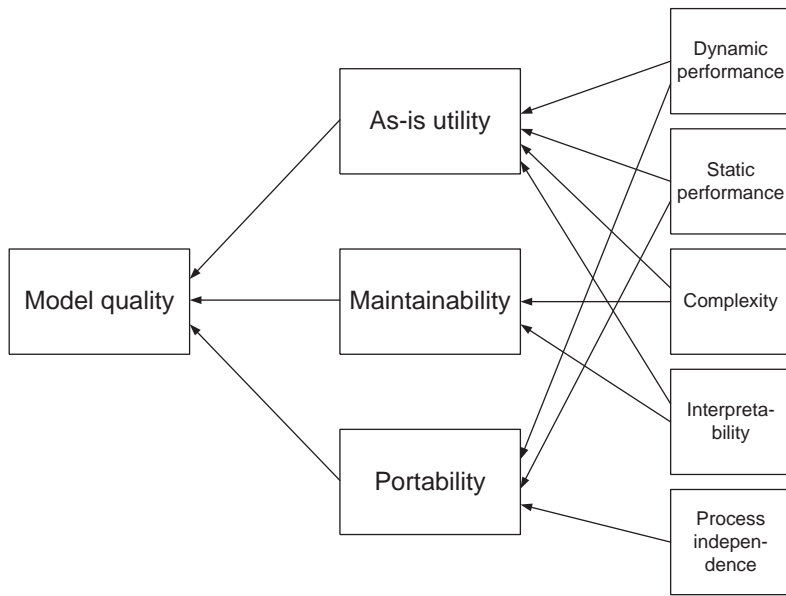 Model quality
As-is utility
Maintainability
Portability
Dynamic
performance
Static
performance
Complexity
Interpreta-
bility
Process
indepen-
dence